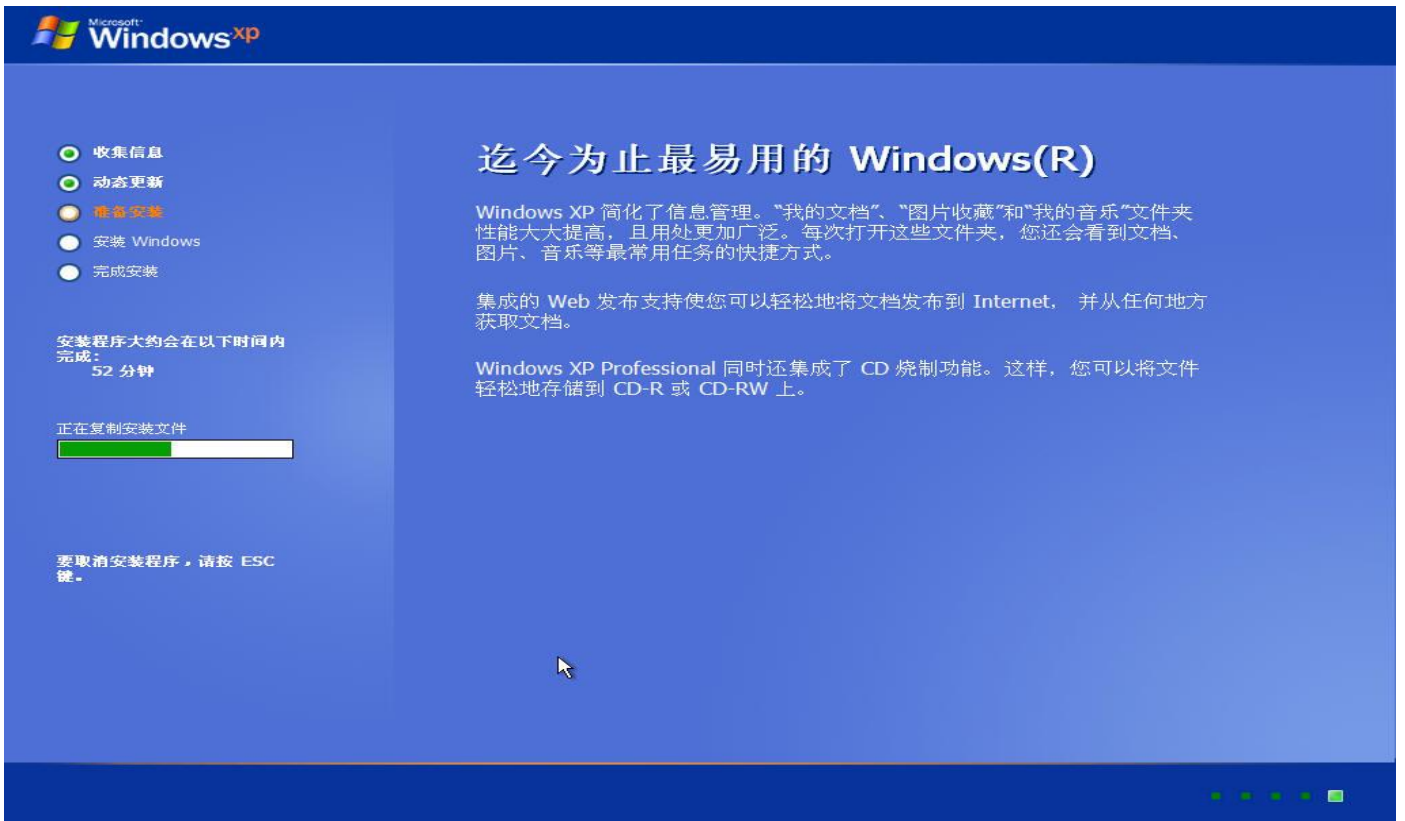 Microsoft
Windows xp
收集信息
动态更新
准备安装
安装 Windows
完成安装
安装程序大约会在以下时间内
完成:
52 分钟
正在复制安装文件
要取消安装程序，请按 ESC
键。
迄今为止最易用的 Windows(R)
Windows XP 简化了信息管理。“我的文档”、“图片收藏”和“我的音乐”文件夹
性能大大提高，且用处更加广泛。每次打开这些文件夹，您还会看到文档、
图片、音乐等最常用任务的快捷方式。
集成的 Web 发布支持使您可以轻松地将文档发布到 Internet， 并从任何地方
获取文档。
Windows XP Professional 同时还集成了 CD 烧制功能。这样，您可以将文件
轻松地存储到 CD-R 或 CD-RW 上。